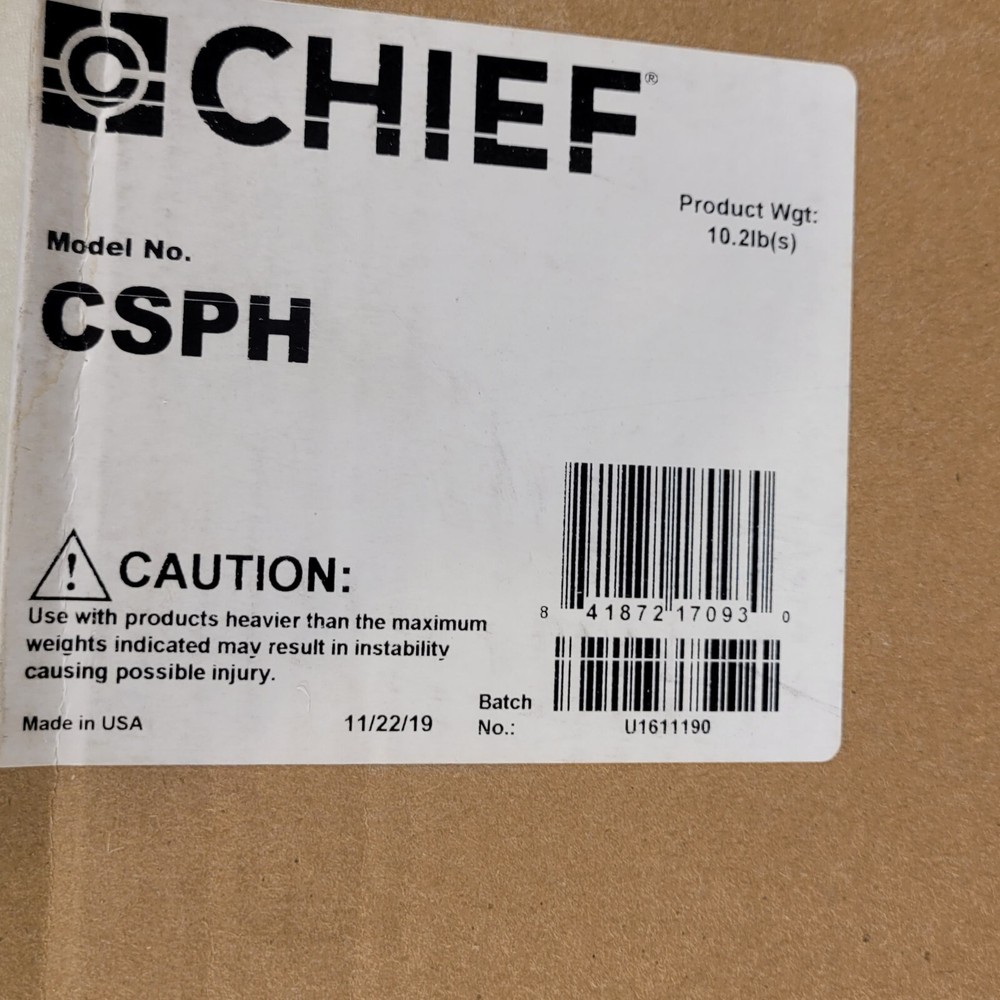 CHIEF®
Product Wgt:
10.2lb(s)
Model No.
CSPH
CAUTION:
Use with products heavier than the maximum
weights indicated may result in instability
causing possible injury.
8 41872 17093 0
Made in USA
11/22/19
Batch
No.:
U1611190